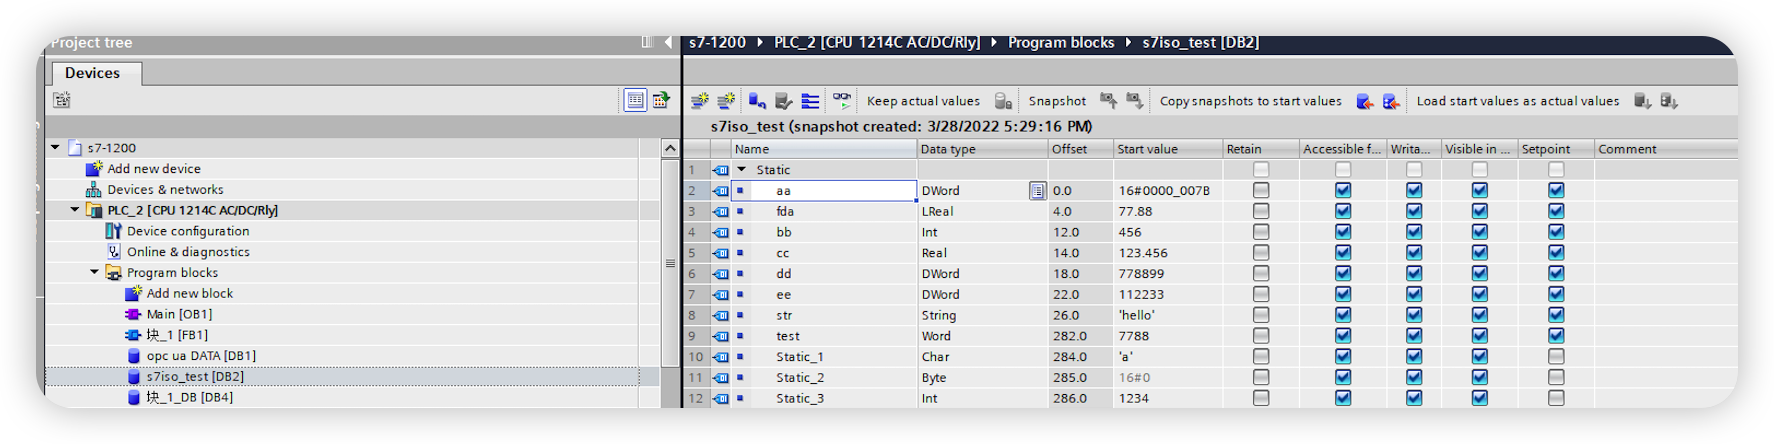 Project tree
Devices
s7-1200
Add new device
Devices & networks
PLC_2 [CPU 1214C AC/DC/Rly]
Device configuration
Online & diagnostics
Program blocks
Add new block
Main [OB1]
块_1 [FB1]
opc ua DATA [DB1]
s7iso_test [DB2]
块_1_DB [DB4]
s7-1200 PLC_2 [CPU 1214C AC/DC/Rly] Program blocks s7iso_test [DB2]
Keep actual values Snapshot Copy snapshots to start values Load start values as actual values
s7iso_test (snapshot created: 3/28/2022 5:29:16 PM)
Name Data type Offset Start value Retain Accessible f... Writa... Visible in ... Setpoint Comment
1 Static
2 aa DWord 0.0 16#0000_007B
3 fda LReal 4.0 77.88
4 bb Int 12.0 456
5 cc Real 14.0 123.456
6 dd DWord 18.0 778899
7 ee DWord 22.0 112233
8 str String 26.0 'hello'
9 test Word 282.0 7788
10 Static_1 Char 284.0 'a'
11 Static_2 Byte 285.0 16#0
12 Static_3 Int 286.0 1234